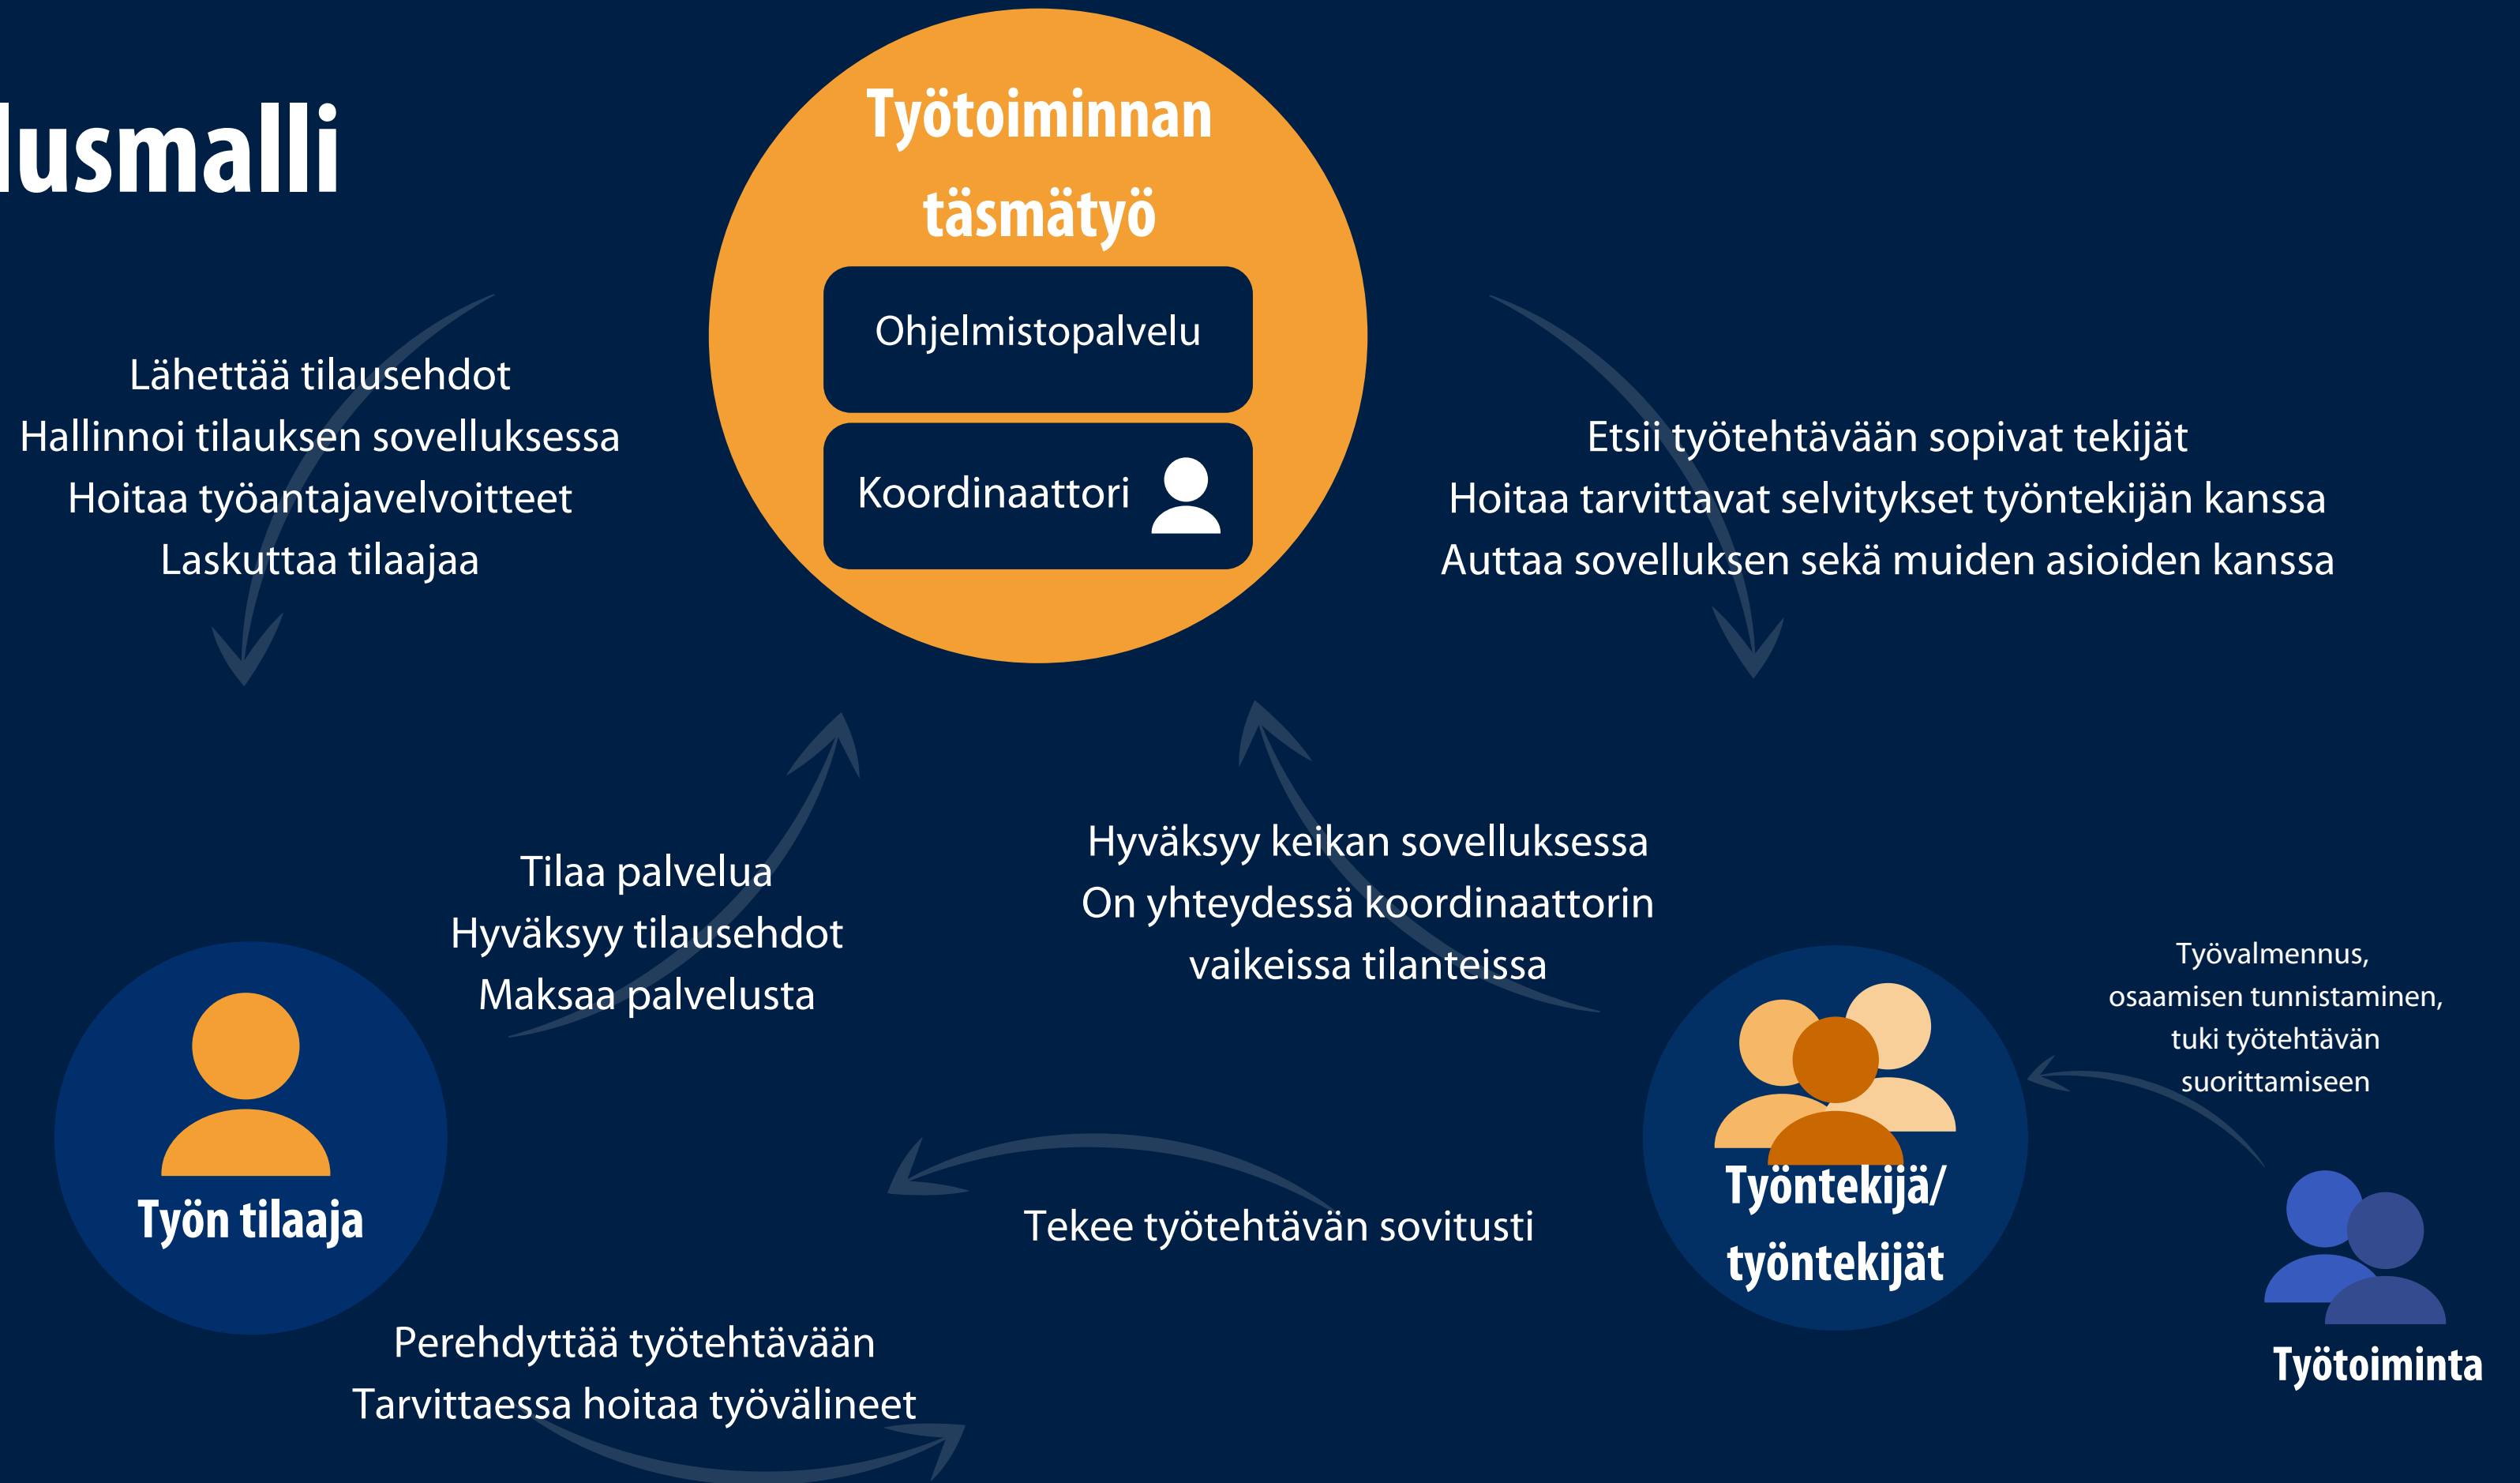 lusmalli
Työtoiminnan
täsmätyö
Ohjelmistopalvelu
Koordinaattori
Lähettää tilausehdot
Hallinnoi tilauksen sovelluksessa
Hoitaa työantajavelvoitteet
Laskuttaa tilaajaa
Etsii työtehtävään sopivat tekijät
Hoitaa tarvittavat selvitykset työntekijän kanssa
Auttaa sovelluksen sekä muiden asioiden kanssa
Tilaa palvelua
Hyväksyy tilausehdot
Maksaa palvelusta
Hyväksyy keikan sovelluksessa
On yhteydessä koordinaattorin
vaikeissa tilanteissa
Työvalmennus,
osaamisen tunnistaminen,
tuki työtehtävän
suorittamiseen
Työn tilaaja
Tekee työtehtävän sovitusti
Työntekijä/
työntekijät
Työtoiminta
Perehdyttää työtehtävään
Tarvittaessa hoitaa työvälineet